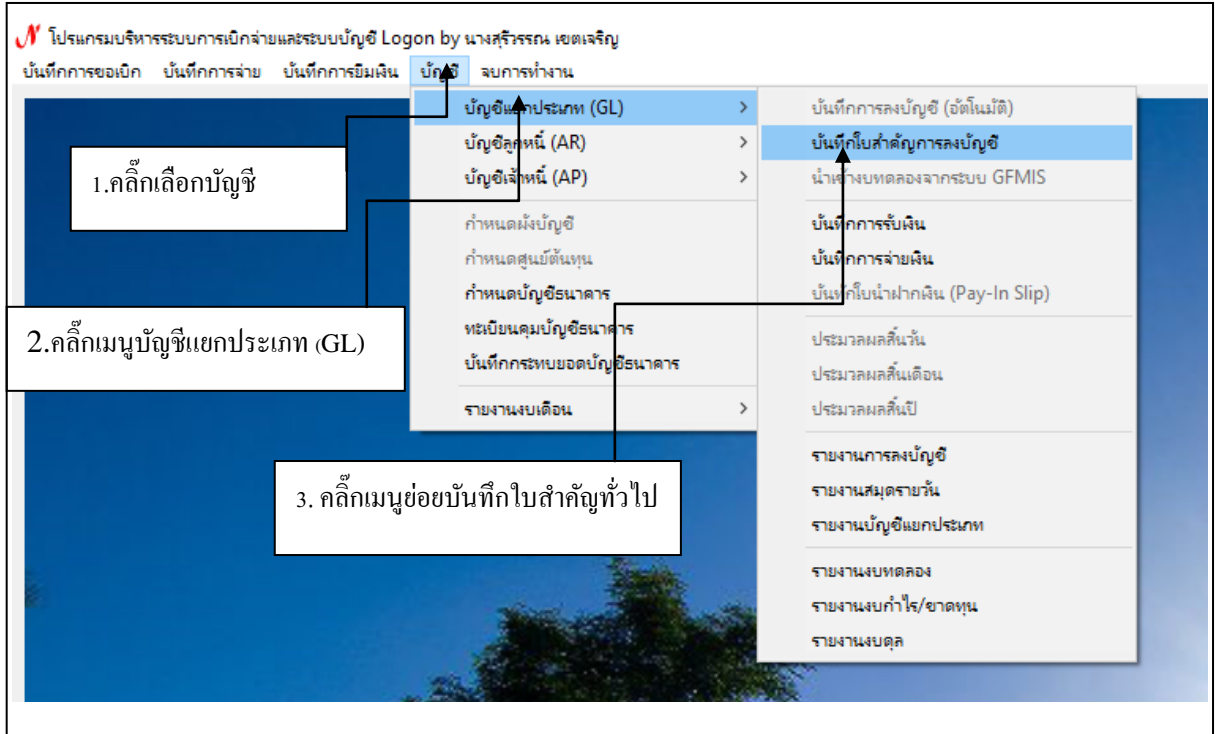 โปรแกรมบริหารระบบการเบิกจ่ายและระบบบัญชี Logon by นางสุรีวรรณ เขตเจริญ
บันทึกการขอเบิก บันทึกการจ่าย บันทึกการยืมเงิน บัญชี จบการทำงาน
บัญชีแยกประเภท (GL)
บัญชีลูกหนี้ (AR)
บัญชีเจ้าหนี้ (AP)
กำหนดผังบัญชี
กำหนดศูนย์ต้นทุน
กำหนดบัญชีธนาคาร
ทะเบียนคุมบัญชีธนาคาร
บันทึกกระทบยอดบัญชีธนาคาร
รายงานงบเดือน
บันทึกการลงบัญชี (อัตโนมัติ)
บันทึกใบสำคัญการลงบัญชี
นำเข้างบทดลองจากระบบ GFMIS
บันทึกการรับเงิน
บันทึกการจ่ายเงิน
บันทึกใบนำฝากเงิน (Pay-In Slip)
ประมวลผลสิ้นวัน
ประมวลผลสิ้นเดือน
ประมวลผลสิ้นปี
รายงานการลงบัญชี
รายงานสมุดรายวัน
รายงานบัญชีแยกประเภท
รายงานงบทดลอง
รายงานงบกำไร/ขาดทุน
รายงานงบดุล
1.คลิ๊กเลือกบัญชี
2.คลิ๊กเมนูบัญชีแยกประเภท (GL)
3. คลิ๊กเมนูย่อยบันทึกใบสำคัญทั่วไป